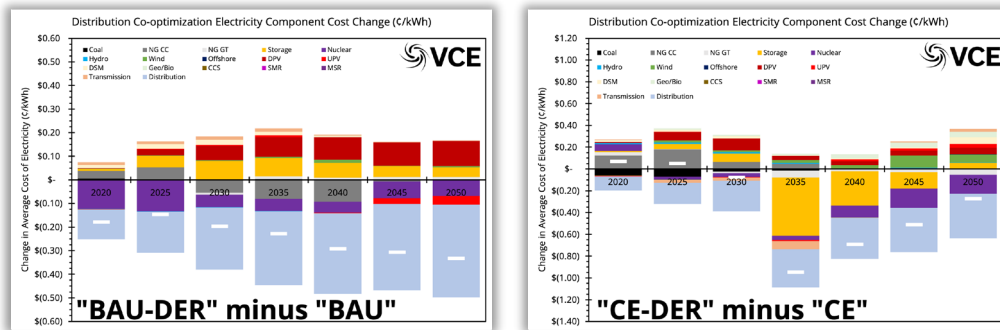 Distribution Co-optimization Electricity Component Cost Change (¢/kWh)
Change in Average Cost of Electricity (¢/kWh)
$0.60
$0.50
$0.40
$0.30
$0.20
$0.10
$-
$(0.10)
$(0.20)
$(0.30)
$(0.40)
$(0.50)
$(0.60)
Coal NG CC NG GT Storage Nuclear
Hydro Wind Offshore DPV UPV
DSM Geo/Bio CCS SMR MSR
Transmission Distribution
VCE
2020 2025 2030 2035 2040 2045 2050
"BAU-DER" minus "BAU"
Distribution Co-optimization Electricity Component Cost Change (¢/kWh)
Change in Average Cost of Electricity (¢/kWh)
$1.20
$1.00
$0.80
$0.60
$0.40
$0.20
$-
$(0.20)
$(0.40)
$(0.60)
$(0.80)
$(1.00)
$(1.20)
$(1.40)
Coal NG CC NG GT Storage Nuclear
Hydro Wind Offshore DPV UPV
DSM Geo/Bio CCS SMR MSR
Transmission Distribution
VCE
2020 2025 2030 2035 2040 2045 2050
"CE-DER" minus "CE"